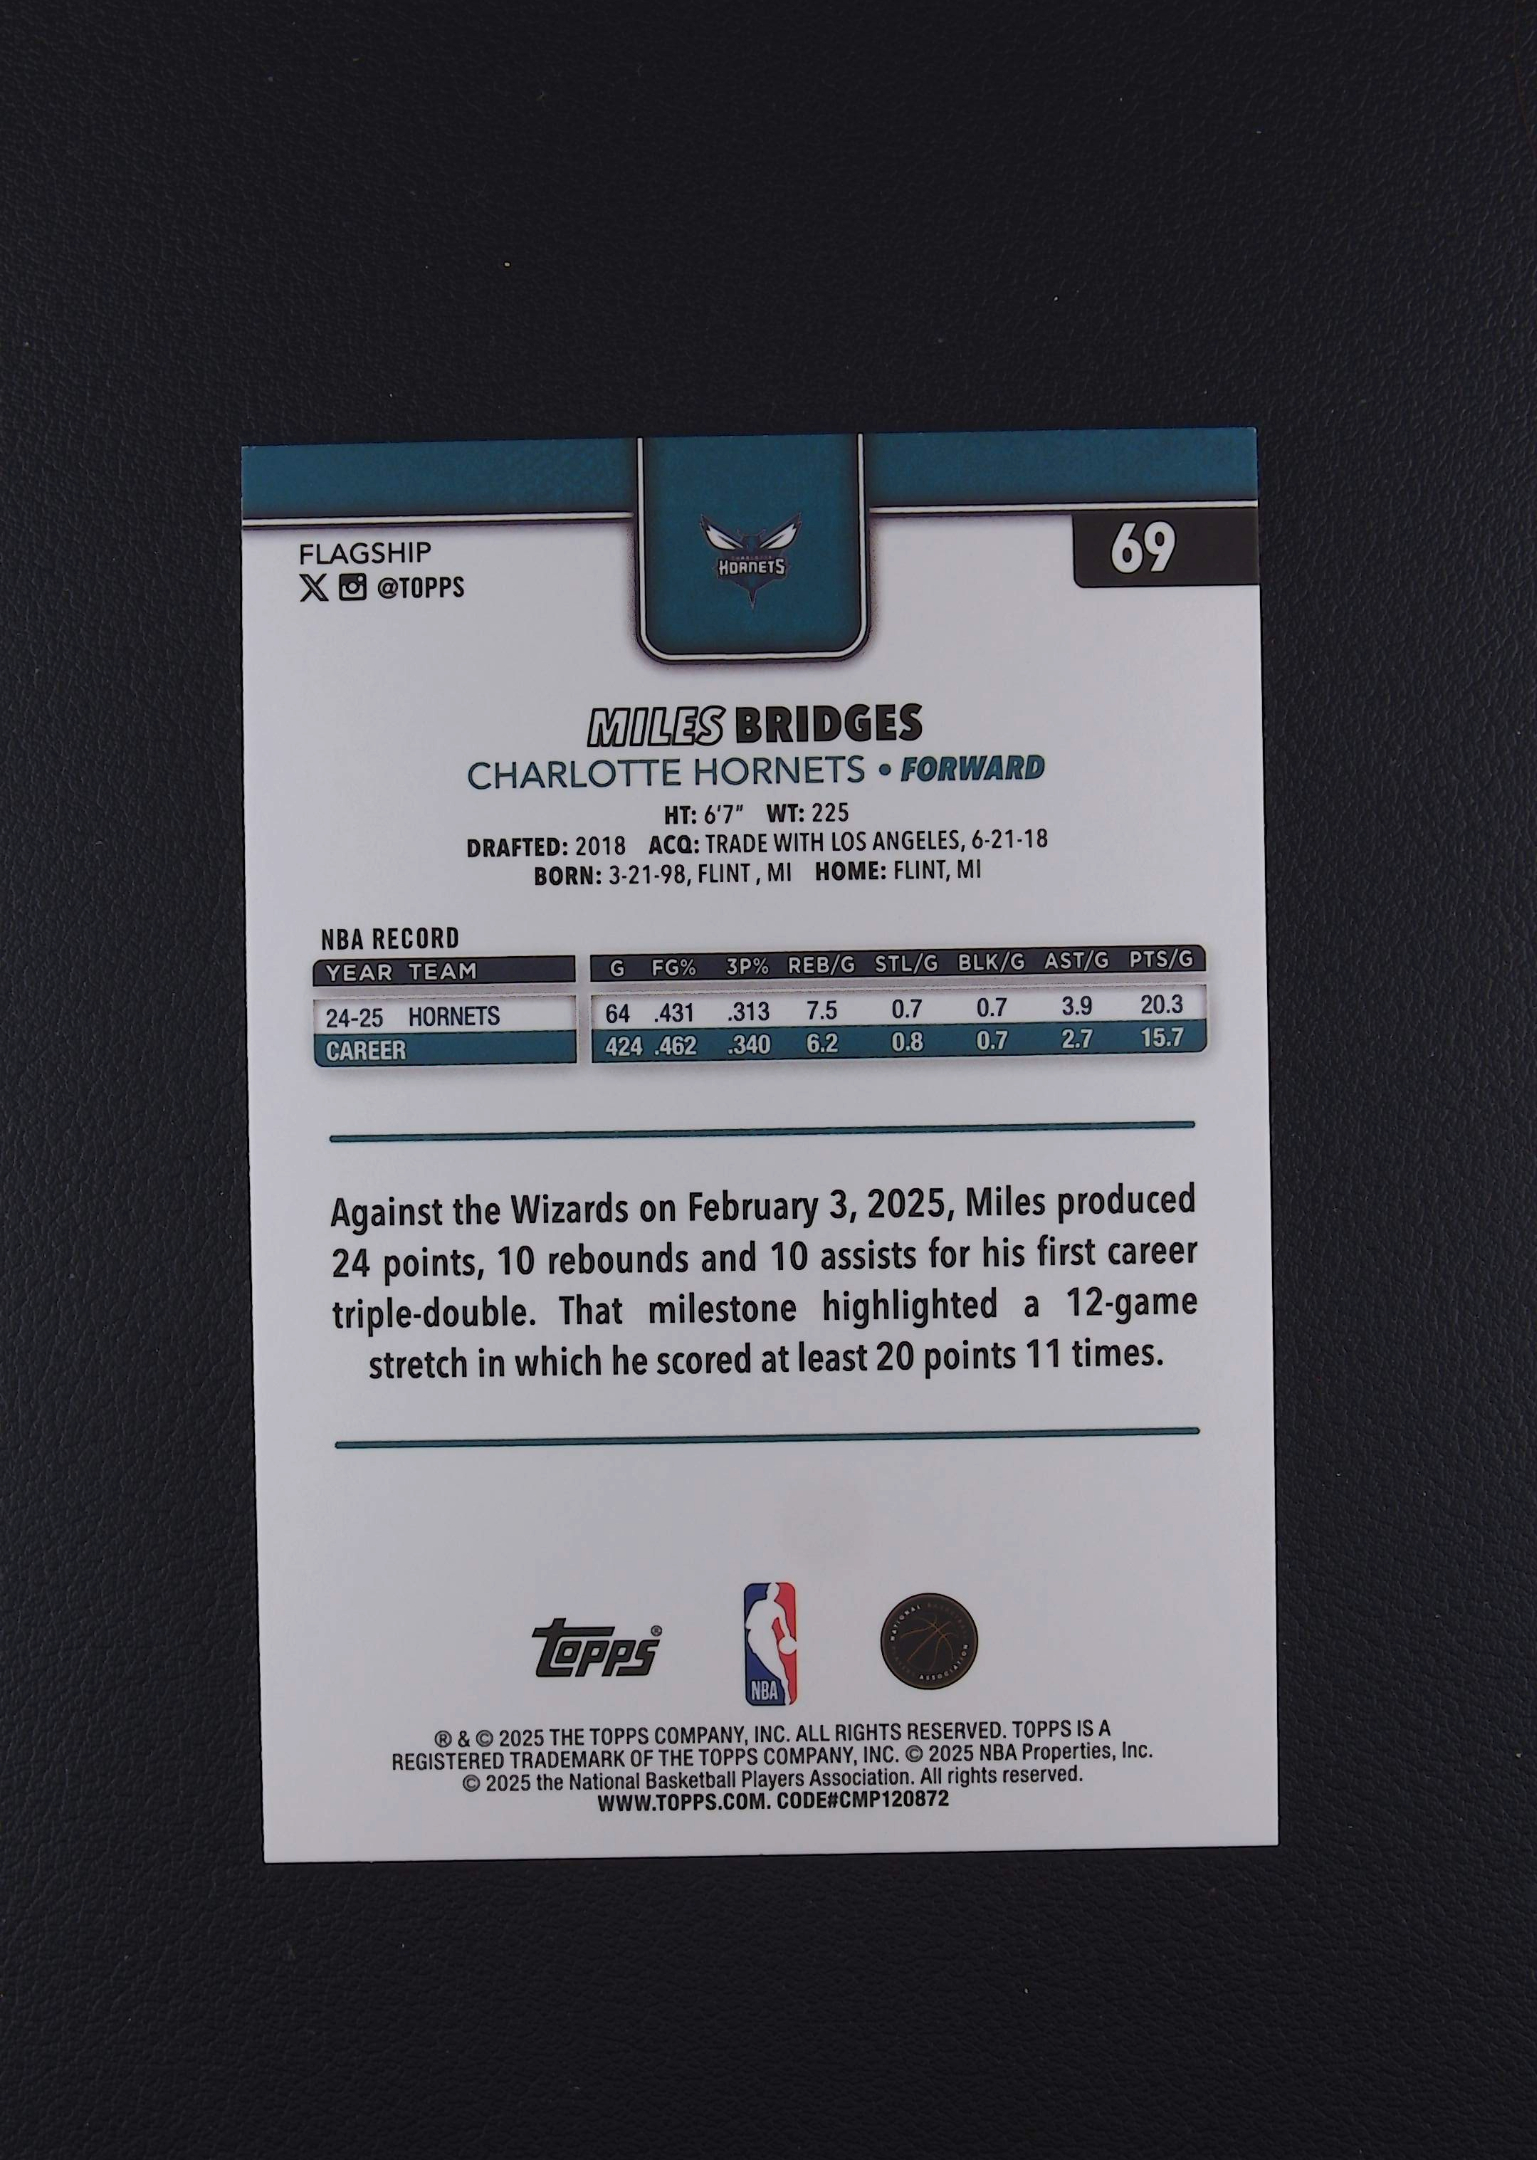 69
FLAGSHIP
@TOPPS
HORNETS
MILES BRIDGES
CHARLOTTE HORNETS • FORWARD
HT: 6'7" WT: 225
DRAFTED: 2018 ACQ: TRADE WITH LOS ANGELES, 6-21-18
BORN: 3-21-98, FLINT , MI HOME: FLINT, MI
NBA RECORD
YEAR TEAM G FG% 3P% REB/G STL/G BLK/G AST/G PTS/G
24-25 HORNETS 64 .431 .313 7.5 0.7 0.7 3.9 20.3
CAREER 424 .462 .340 6.2 0.8 0.7 2.7 15.7
Against the Wizards on February 3, 2025, Miles produced
24 points, 10 rebounds and 10 assists for his first career
triple-double. That milestone highlighted a 12-game
stretch in which he scored at least 20 points 11 times.
Topps®
NBA
NATIONAL ASSOCIATION
® & © 2025 THE TOPPS COMPANY, INC. ALL RIGHTS RESERVED. TOPPS IS A
REGISTERED TRADEMARK OF THE TOPPS COMPANY, INC. © 2025 NBA Properties, Inc.
© 2025 the National Basketball Players Association. All rights reserved.
WWW.TOPPS.COM. CODE#CMP120872